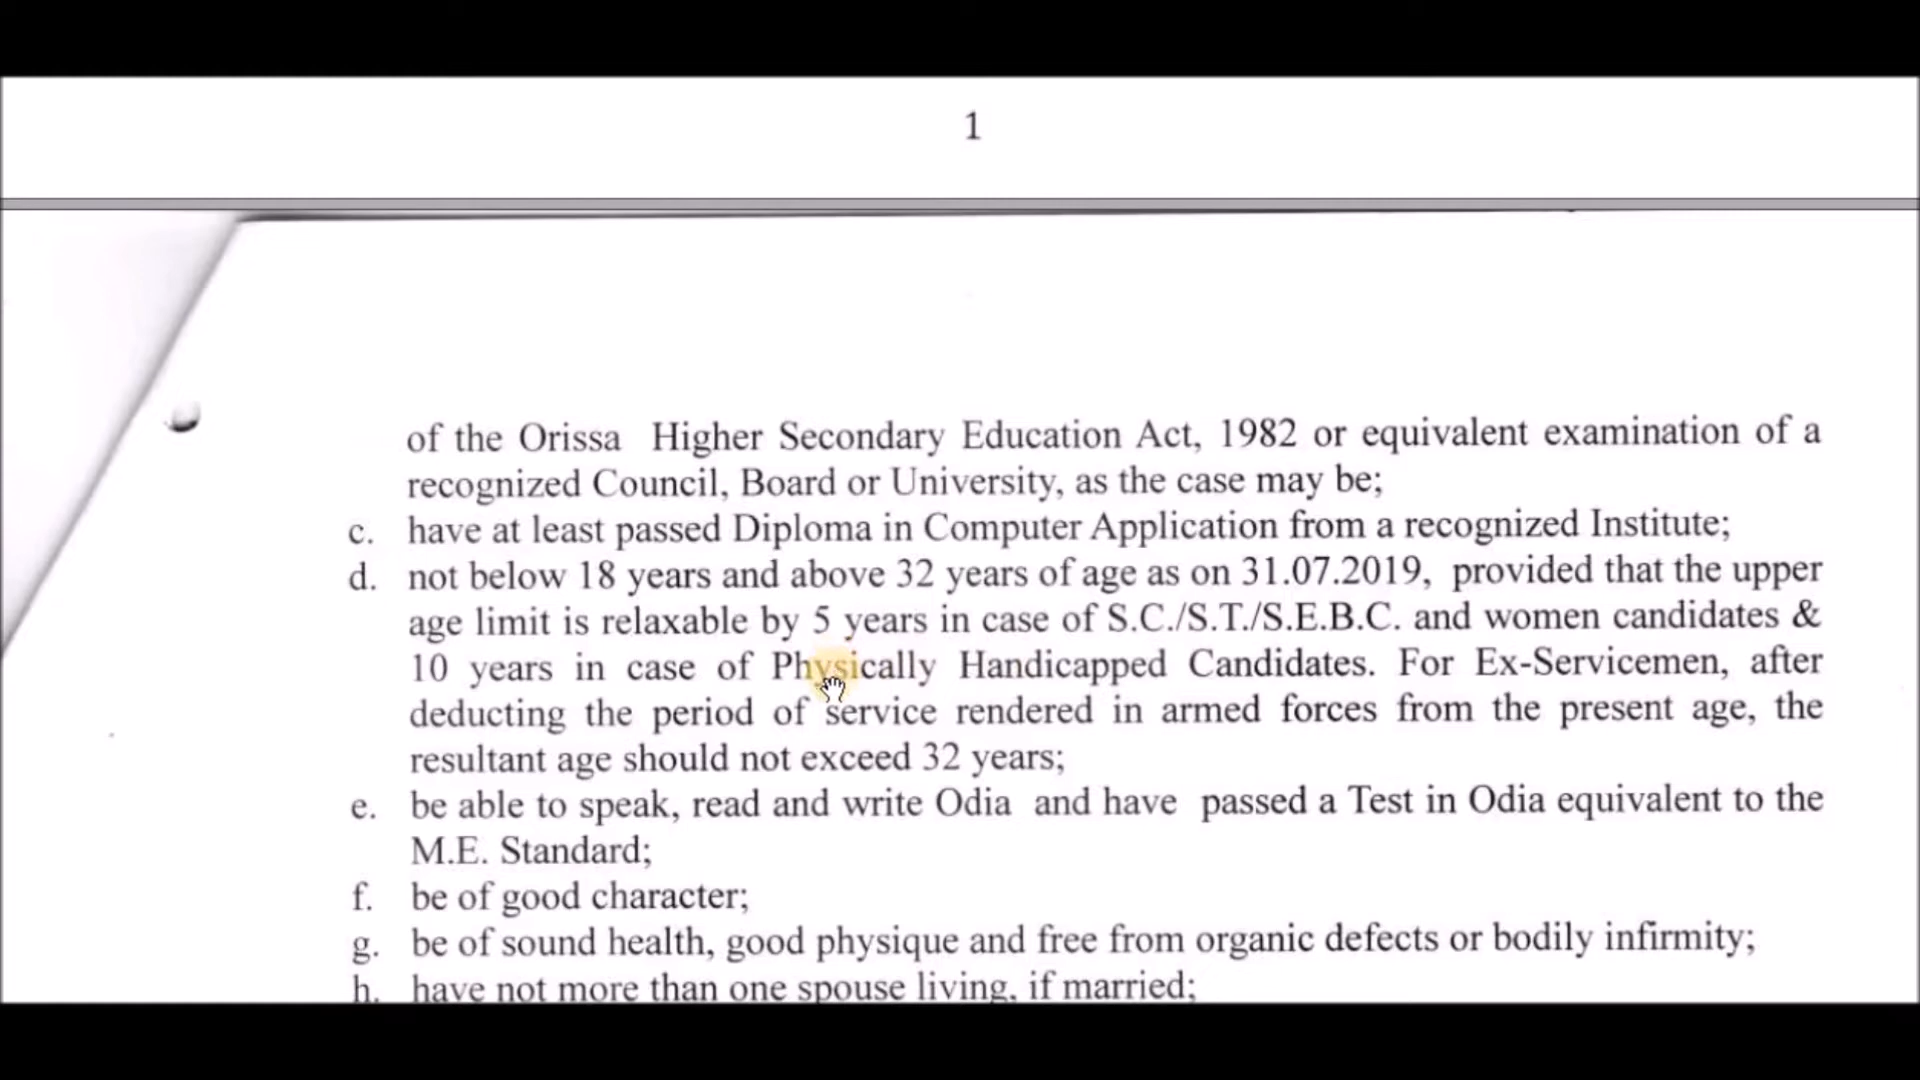 1
of the Orissa Higher Secondary Education Act, 1982 or equivalent examination of a
recognized Council, Board or University, as the case may be;
c. have at least passed Diploma in Computer Application from a recognized Institute;
d. not below 18 years and above 32 years of age as on 31.07.2019, provided that the upper
age limit is relaxable by 5 years in case of S.C./S.T./S.E.B.C. and women candidates &
10 years in case of Physically Handicapped Candidates. For Ex-Servicemen, after
deducting the period of service rendered in armed forces from the present age, the
resultant age should not exceed 32 years;
e. be able to speak, read and write Odia and have passed a Test in Odia equivalent to the
M.E. Standard;
f. be of good character;
g. be of sound health, good physique and free from organic defects or bodily infirmity;
h. have not more than one spouse living, if married;